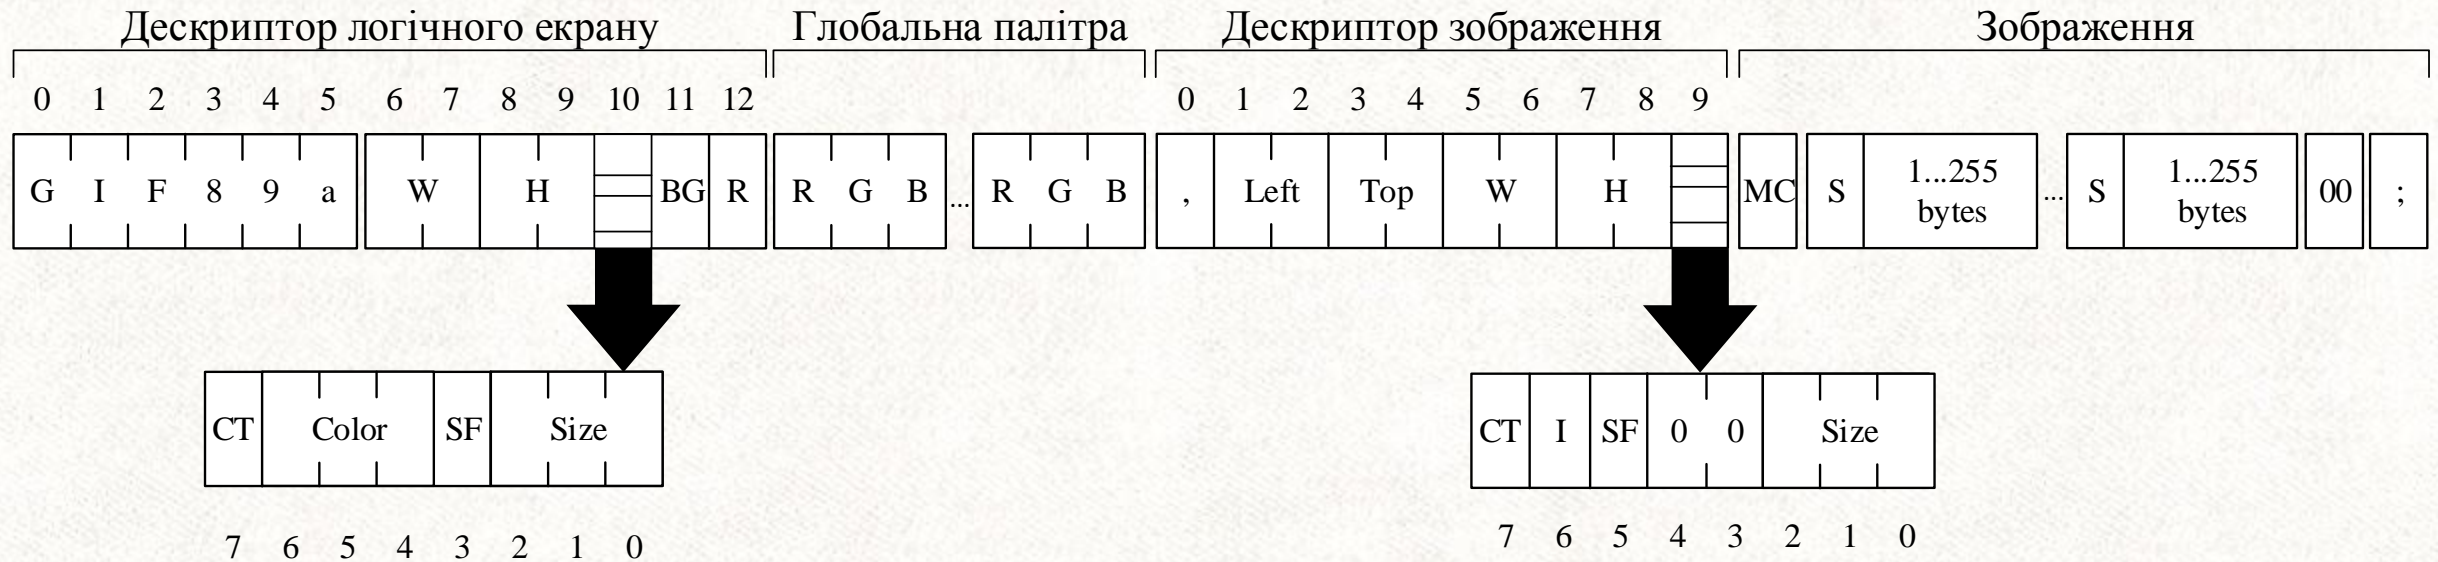 Дескриптор логічного екрану Глобальна палітра Дескриптор зображення Зображення
0 1 2 3 4 5 6 7 8 9 10 11 12 0 1 2 3 4 5 6 7 8 9
G I F 8 9 a W H BG R R G B ... R G B , Left Top W H MC S 1...255 bytes ... S 1...255 bytes 00 ;
CT Color SF Size CT I SF 0 0 Size
7 6 5 4 3 2 1 0 7 6 5 4 3 2 1 0